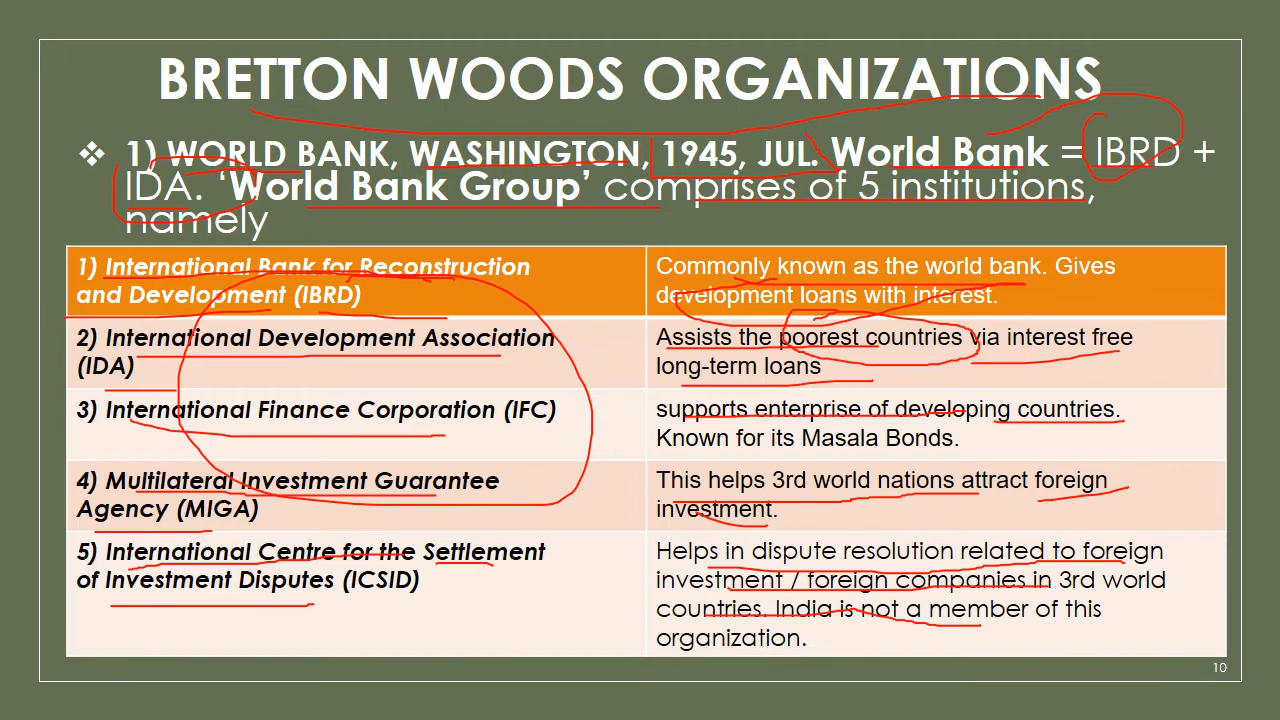 BRETTON WOODS ORGANIZATIONS
❖ 1) WORLD BANK, WASHINGTON, 1945, JUL. World Bank = IBRD +
IDA. ‘World Bank Group’ comprises of 5 institutions,
namely
1) International Bank for Reconstruction
and Development (IBRD)
Commonly known as the world bank. Gives
development loans with interest.
2) International Development Association
(IDA)
Assists the poorest countries via interest free
long-term loans
3) International Finance Corporation (IFC)
supports enterprise of developing countries.
Known for its Masala Bonds.
4) Multilateral Investment Guarantee
Agency (MIGA)
This helps 3rd world nations attract foreign
investment.
5) International Centre for the Settlement
of Investment Disputes (ICSID)
Helps in dispute resolution related to foreign
investment / foreign companies in 3rd world
countries. India is not a member of this
organization.
10